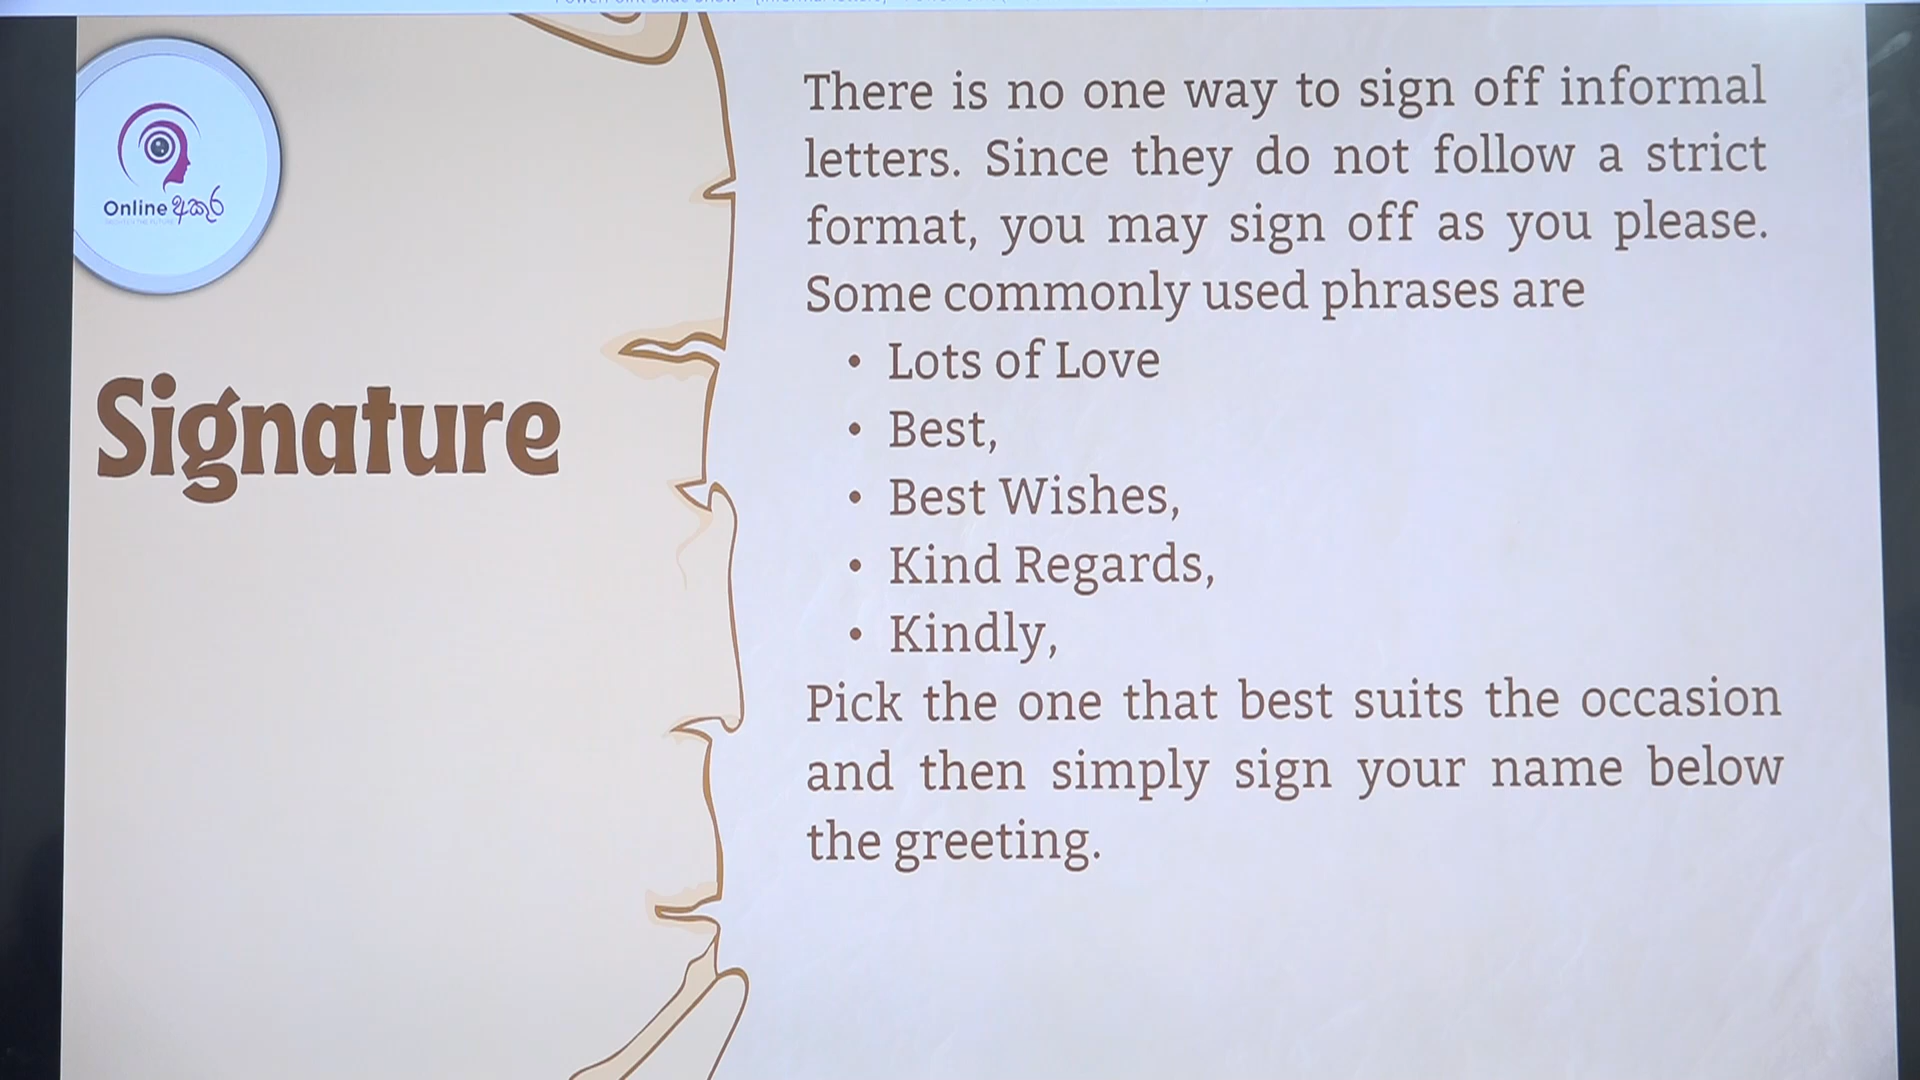 Online අකුර
Signature
There is no one way to sign off informal
letters. Since they do not follow a strict
format, you may sign off as you please.
Some commonly used phrases are
• Lots of Love
• Best,
• Best Wishes,
• Kind Regards,
• Kindly,
Pick the one that best suits the occasion
and then simply sign your name below
the greeting.